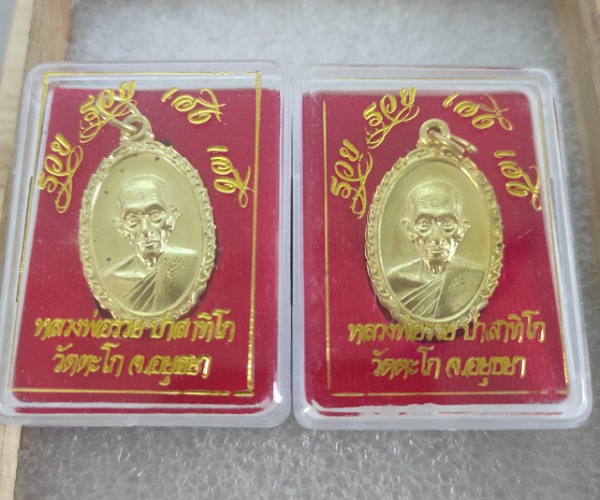 รวย รวย เฮง เฮง
หลวงพ่อรวย ปาสาทิโก
วัดตะโก จ.อยุธยา
รวย รวย เฮง เฮง
หลวงพ่อรวย ปาสาทิโก
วัดตะโก จ.อยุธยา